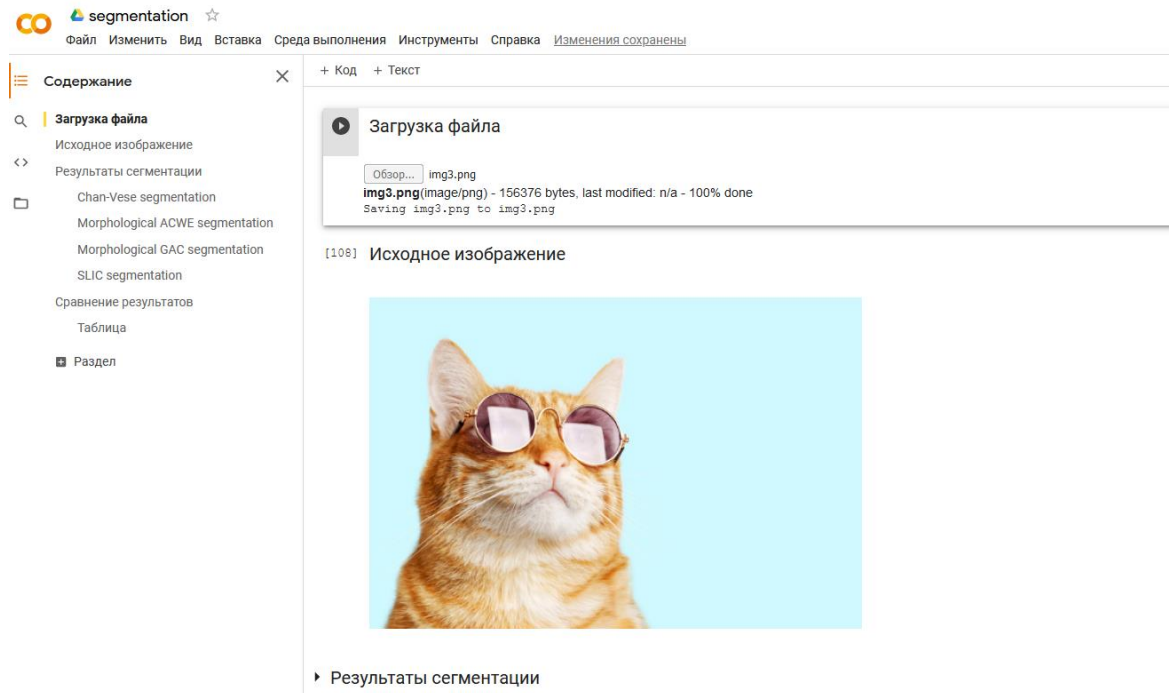 segmentation
Файл Изменить Вид Вставка Среда выполнения Инструменты Справка Изменения сохранены
Содержание
Загрузка файла
Исходное изображение
Результаты сегментации
Chan-Vese segmentation
Morphological ACWE segmentation
Morphological GAC segmentation
SLIC segmentation
Сравнение результатов
Таблица
Раздел
+ Код + Текст
Загрузка файла
Обзор... img3.png
img3.png(image/png) - 156376 bytes, last modified: n/a - 100% done
Saving img3.png to img3.png
[108] Исходное изображение
Результаты сегментации